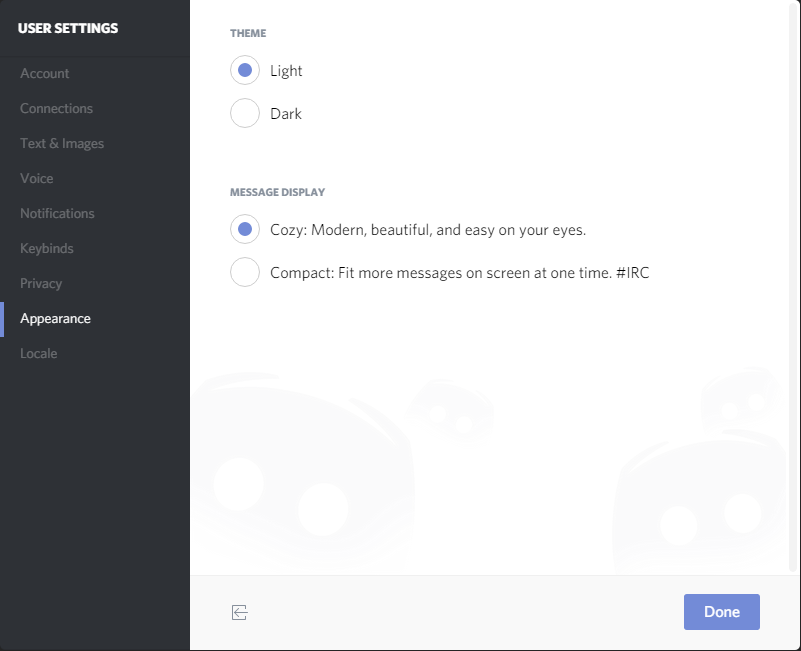 USER SETTINGS
Account
Connections
Text & Images
Voice
Notifications
Keybinds
Privacy
Appearance
Locale
THEME
Light
Dark
MESSAGE DISPLAY
Cozy: Modern, beautiful, and easy on your eyes.
Compact: Fit more messages on screen at one time. #IRC
Done